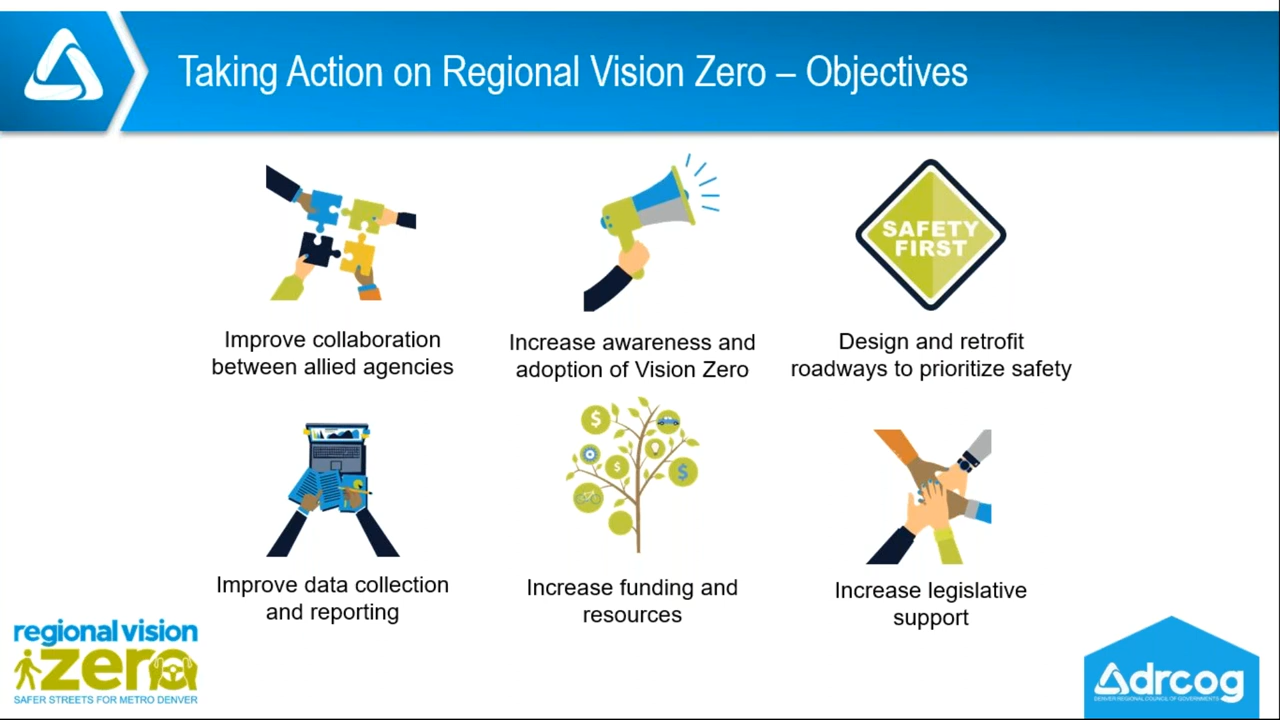 Taking Action on Regional Vision Zero – Objectives
SAFETY
FIRST
Improve collaboration
between allied agencies
Increase awareness and
adoption of Vision Zero
Design and retrofit
roadways to prioritize safety
$
$
$
Improve data collection
and reporting
Increase funding and
resources
Increase legislative
support
regional vision
zero
SAFER STREETS FOR METRO DENVER
drcog
DENVER REGIONAL COUNCIL OF GOVERNMENTS